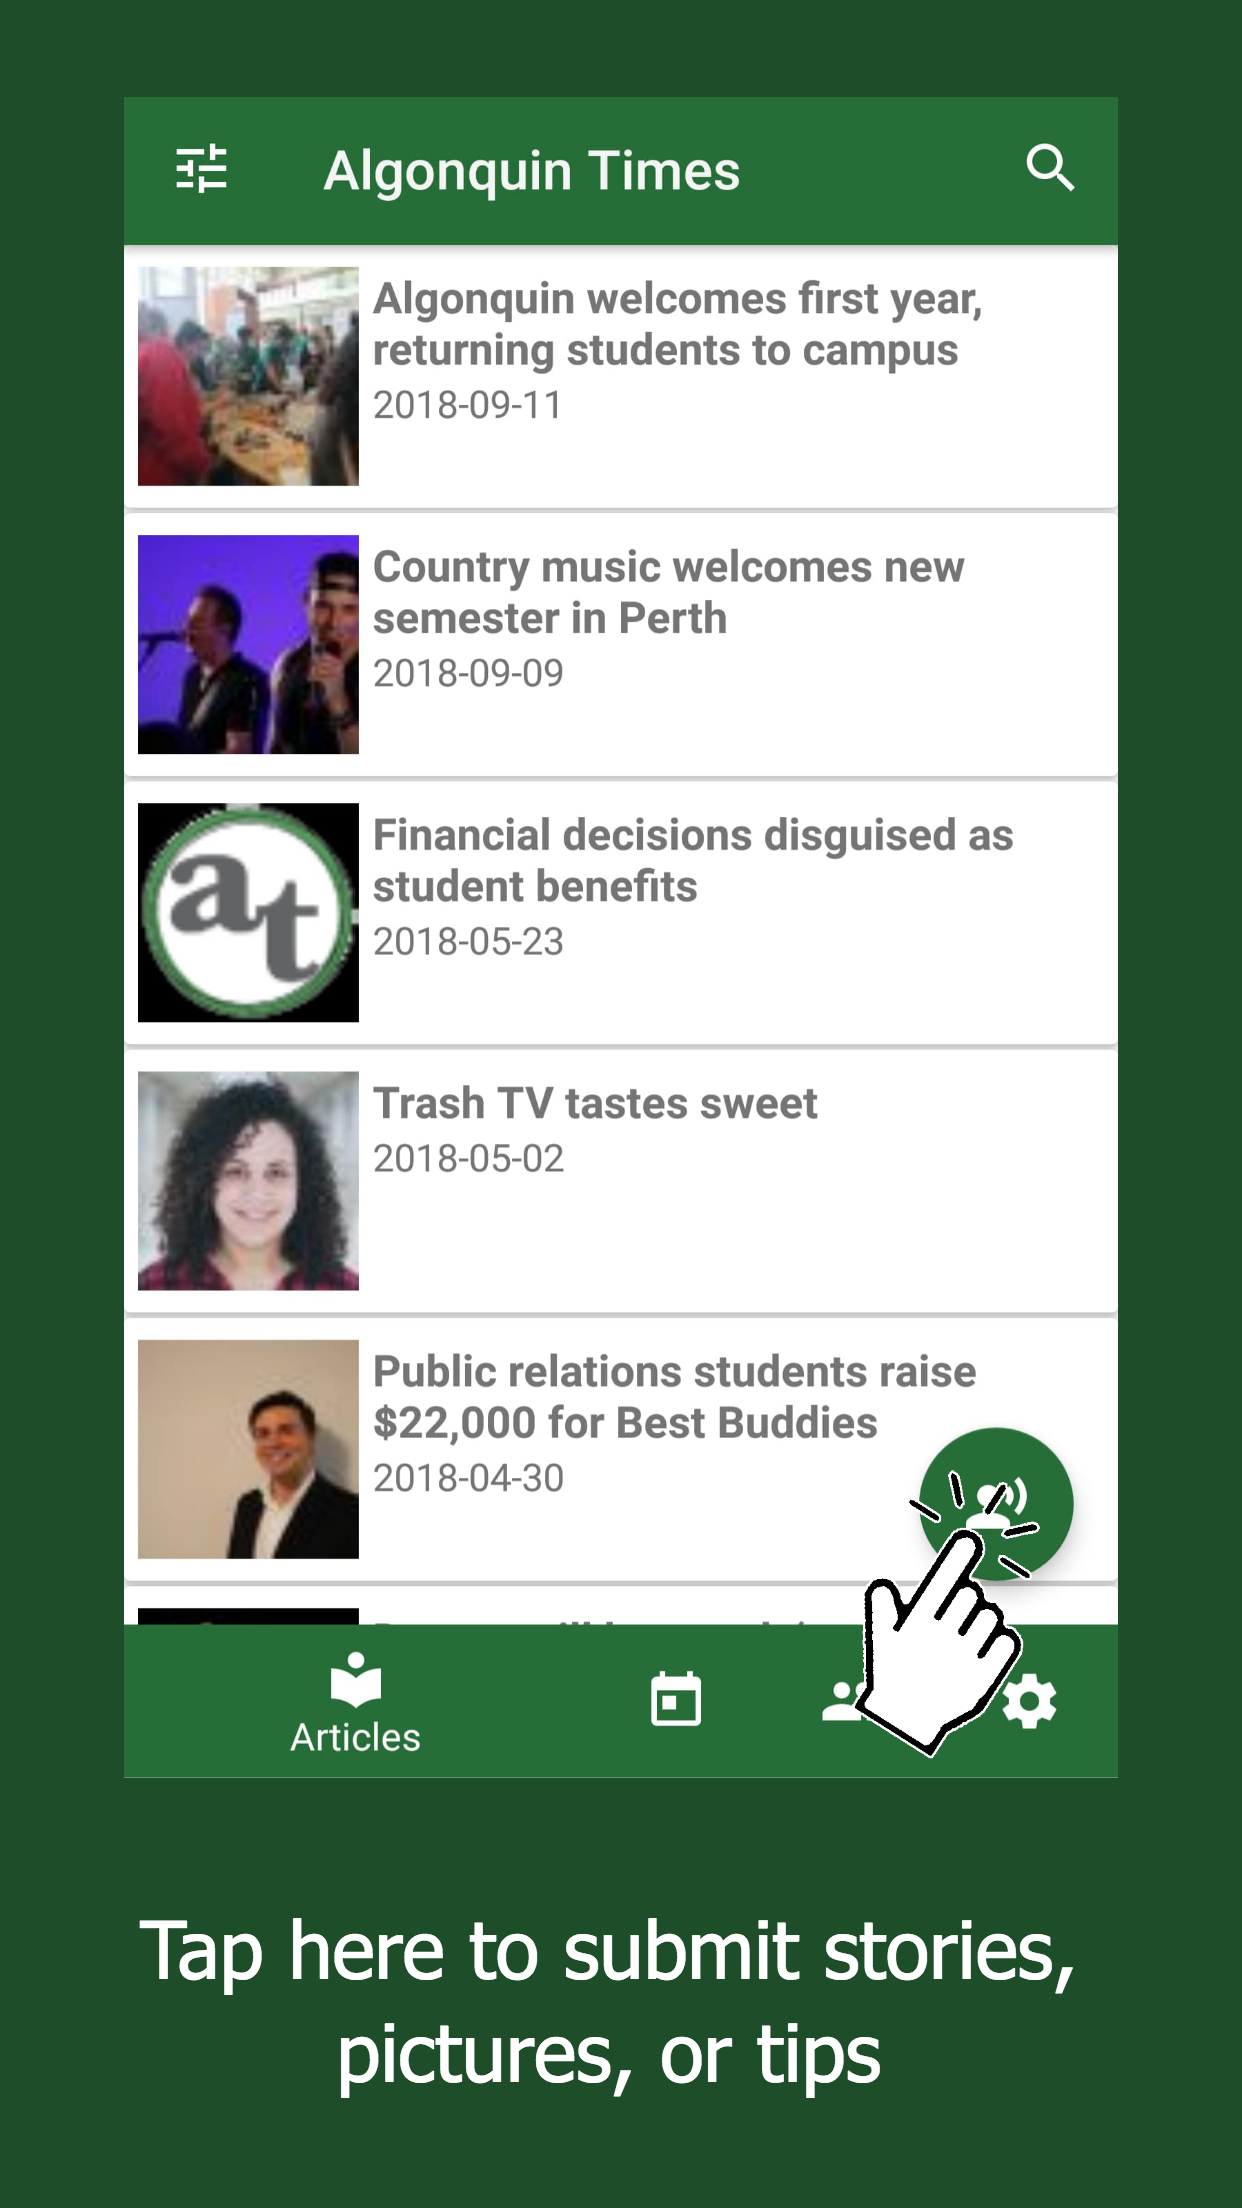 Algonquin Times
Algonquin welcomes first year,
returning students to campus
2018-09-11
Country music welcomes new
semester in Perth
2018-09-09
at
Financial decisions disguised as
student benefits
2018-05-23
Trash TV tastes sweet
2018-05-02
Public relations students raise
$22,000 for Best Buddies
2018-04-30
Articles
Tap here to submit stories,
pictures, or tips